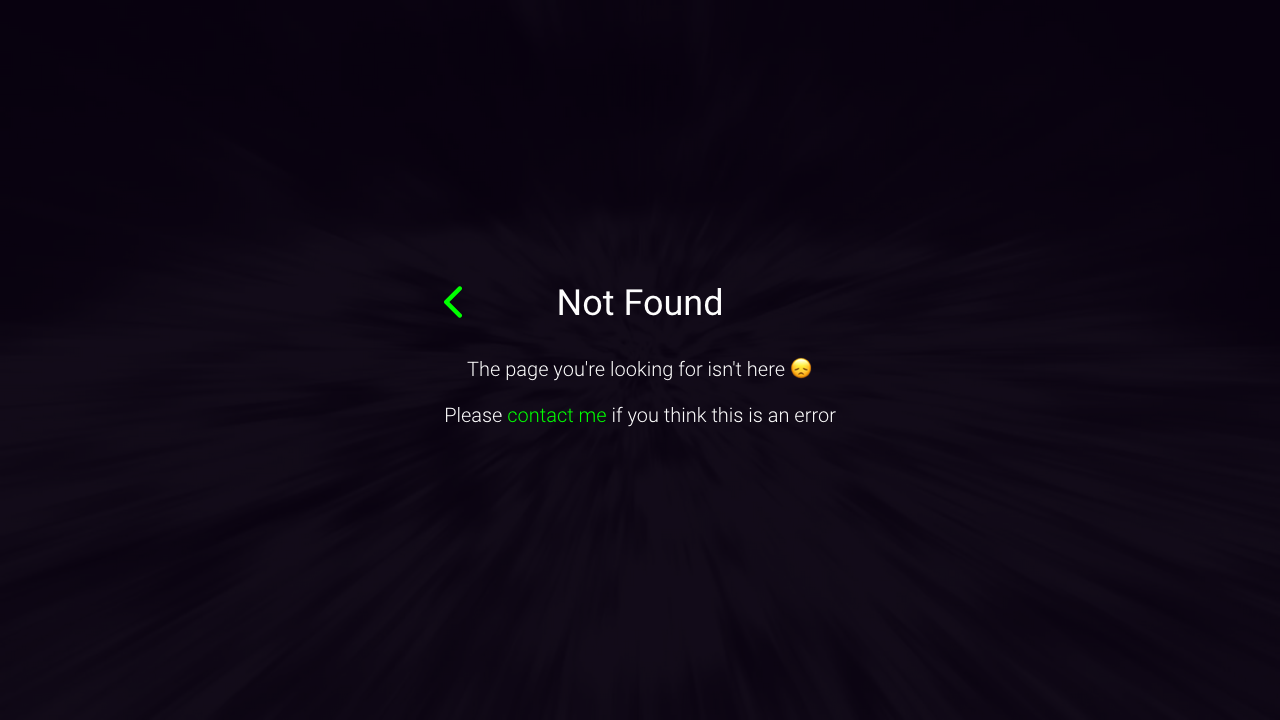 Not Found
The page you're looking for isn't here 😞
Please contact me if you think this is an error